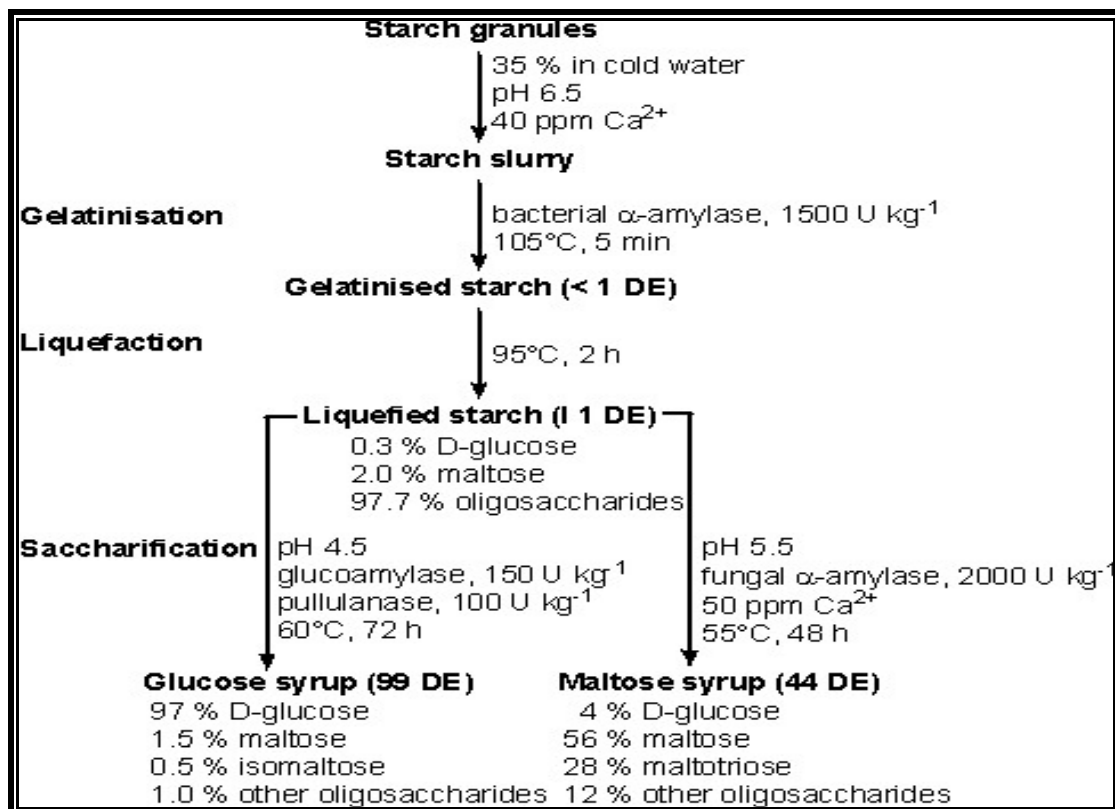 Starch granules
35 % in cold water
pH 6.5
40 ppm Ca²⁺
Starch slurry
Gelatinisation
bacterial α-amylase, 1500 U kg⁻¹
105°C, 5 min
Gelatinised starch (< 1 DE)
Liquefaction
95°C, 2 h
Liquefied starch (l 1 DE)
0.3 % D-glucose
2.0 % maltose
97.7 % oligosaccharides
Saccharification
pH 4.5
glucoamylase, 150 U kg⁻¹
pullulanase, 100 U kg⁻¹
60°C, 72 h
pH 5.5
fungal α-amylase, 2000 U kg⁻¹
50 ppm Ca²⁺
55°C, 48 h
Glucose syrup (99 DE)
97 % D-glucose
1.5 % maltose
0.5 % isomaltose
1.0 % other oligosaccharides
Maltose syrup (44 DE)
4 % D-glucose
56 % maltose
28 % maltotriose
12 % other oligosaccharides